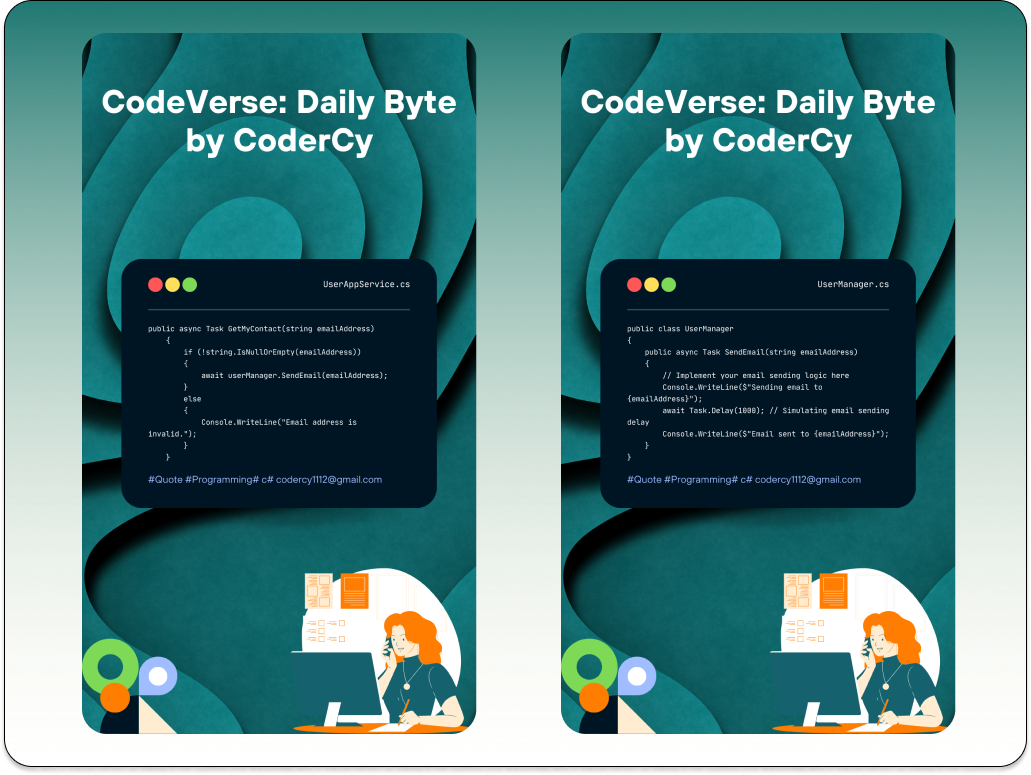 CodeVerse: Daily Byte
by CoderCy
UserAppService.cs
public async Task GetMyContact(string emailAddress)
{
if (!string.IsNullOrEmpty(emailAddress))
{
await userManager.SendEmail(emailAddress);
}
else
{
Console.WriteLine("Email address is
invalid.");
}
}
#Quote #Programming# c# codercy1112@gmail.com
CodeVerse: Daily Byte
by CoderCy
UserManager.cs
public class UserManager
{
public async Task SendEmail(string emailAddress)
{
// Implement your email sending logic here
Console.WriteLine($"Sending email to
{emailAddress}");
await Task.Delay(1000); // Simulating email sending
delay
Console.WriteLine($"Email sent to {emailAddress}");
}
}
#Quote #Programming# c# codercy1112@gmail.com